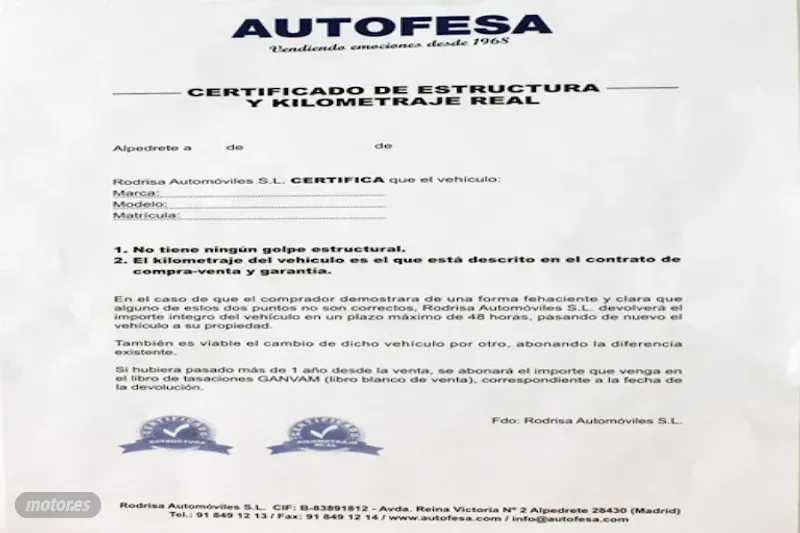 AUTOFESA
Vendiendo emociones desde 1968
CERTIFICADO DE ESTRUCTURA
Y KILOMETRAJE REAL
Alpedrete a de de
Rodrisa Automóviles S.L. CERTIFICA que el vehículo:
Marca:
Modelo:
Matrícula:
1. No tiene ningún golpe estructural.
2. El kilometraje del vehículo es el que está descrito en el contrato de
compra-venta y garantía.
En el caso de que el comprador demostrara de una forma fehaciente y clara que
alguno de estos dos puntos no son correctos, Rodrisa Automóviles S.L. devolverá el
importe integro del vehículo en un plazo máximo de 48 horas, pasando de nuevo el
vehículo a su propiedad.
También es viable el cambio de dicho vehículo por otro, abonando la diferencia
existente.
Si hubiera pasado más de 1 año desde la venta, se abonará el importe que venga en
el libro de tasaciones GANVAM (libro blanco de venta), correspondiente a la fecha de
la devolución.
Fdo: Rodrisa Automóviles S.L.
CERTIFICADO
ESTRUCTURA
CERTIFICADO
KILOMETRAJE
REAL
Rodrisa Automóviles S.L. CIF: B-83891812 - Avda. Reina Victoria Nº 2 Alpedrete 28430 (Madrid)
Tel.: 91 849 12 13 / Fax: 91 849 12 14 / www.autofesa.com / info@autofesa.com
motor.es